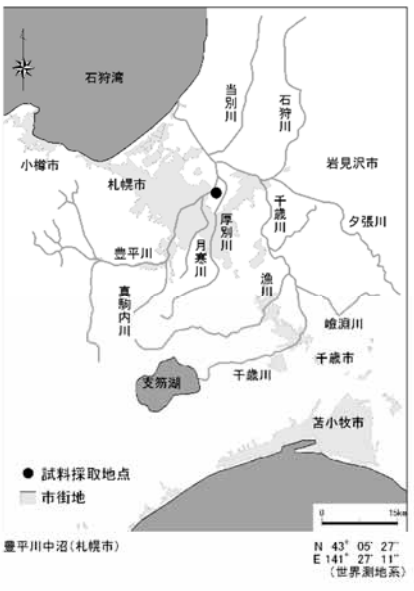 石狩湾
当別川
石狩川
小樽市
札幌市
岩見沢市
千歳川
夕張川
厚別川
月寒川
豊平川
漁川
真駒内川
嶮淵川
千歳市
支笏湖
千歳川
苫小牧市
● 試料採取地点
市街地
0 15km
豊平川中沼(札幌市)
N 43° 05' 27"
E 141° 27' 11"
(世界測地系)